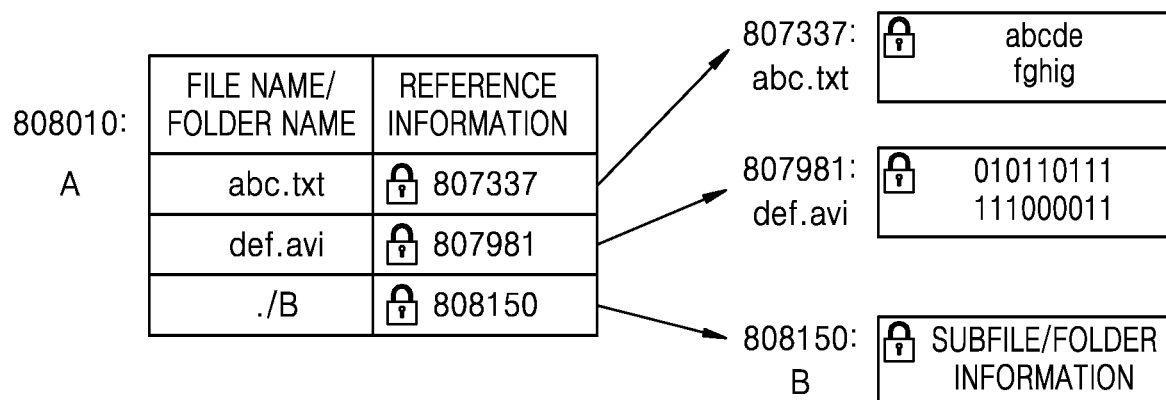 808010:
A
FILE NAME/
FOLDER NAME
REFERENCE
INFORMATION
abc.txt
807337
def.avi
807981
./B
808150
807337:
abc.txt
abcde
fghig
807981:
def.avi
010110111
111000011
808150:
B
SUBFILE/FOLDER
INFORMATION